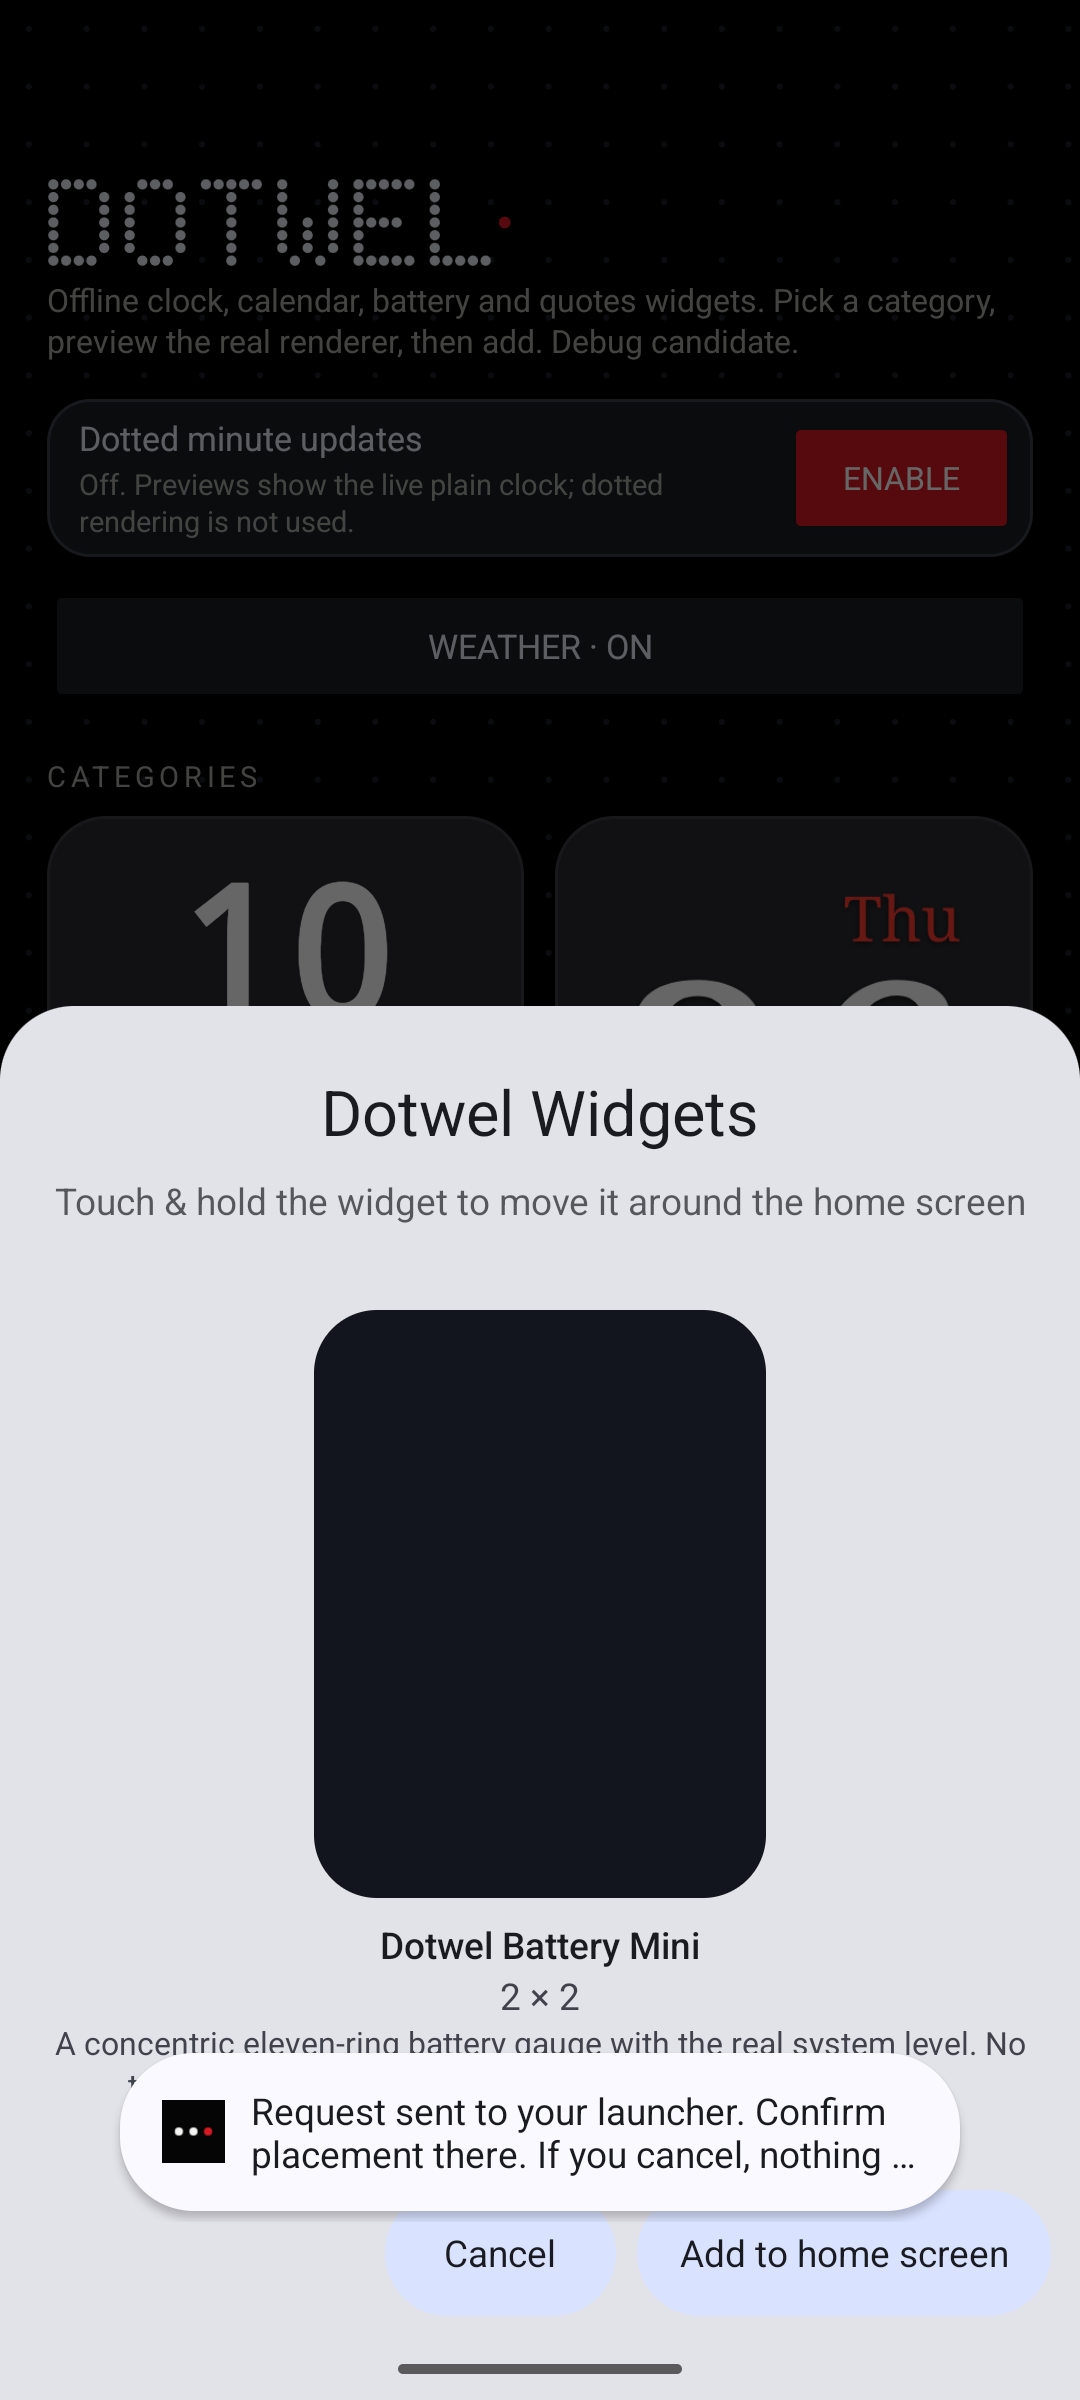 DOTWEL
Offline clock, calendar, battery and quotes widgets. Pick a category,
preview the real renderer, then add. Debug candidate.
Dotted minute updates
Off. Previews show the live plain clock; dotted
rendering is not used.
ENABLE
WEATHER · ON
CATEGORIES
10
Thu
Dotwel Widgets
Touch & hold the widget to move it around the home screen
Dotwel Battery Mini
2 × 2
A concentric eleven-ring battery gauge with the real system level. No
Request sent to your launcher. Confirm
placement there. If you cancel, nothing ...
Cancel
Add to home screen